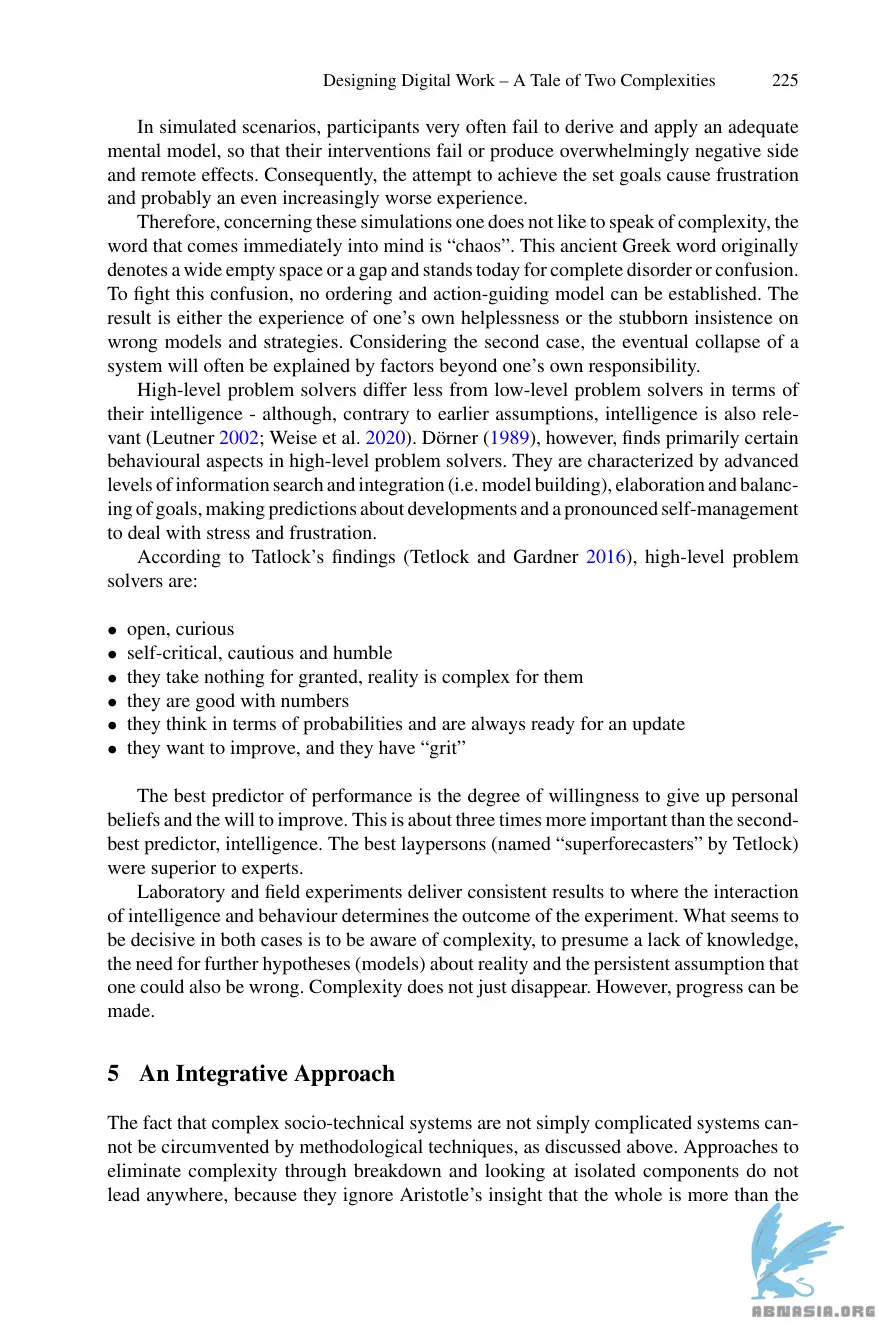 Designing Digital Work – A Tale of Two Complexities 225
In simulated scenarios, participants very often fail to derive and apply an adequate
mental model, so that their interventions fail or produce overwhelmingly negative side
and remote effects. Consequently, the attempt to achieve the set goals cause frustration
and probably an even increasingly worse experience.
Therefore, concerning these simulations one does not like to speak of complexity, the
word that comes immediately into mind is “chaos”. This ancient Greek word originally
denotes a wide empty space or a gap and stands today for complete disorder or confusion.
To fight this confusion, no ordering and action-guiding model can be established. The
result is either the experience of one’s own helplessness or the stubborn insistence on
wrong models and strategies. Considering the second case, the eventual collapse of a
system will often be explained by factors beyond one’s own responsibility.
High-level problem solvers differ less from low-level problem solvers in terms of
their intelligence - although, contrary to earlier assumptions, intelligence is also rele-
vant (Leutner 2002; Weise et al. 2020). Dörner (1989), however, finds primarily certain
behavioural aspects in high-level problem solvers. They are characterized by advanced
levels of information search and integration (i.e. model building), elaboration and balanc-
ing of goals, making predictions about developments and a pronounced self-management
to deal with stress and frustration.
According to Tatlock’s findings (Tetlock and Gardner 2016), high-level problem
solvers are:
• open, curious
• self-critical, cautious and humble
• they take nothing for granted, reality is complex for them
• they are good with numbers
• they think in terms of probabilities and are always ready for an update
• they want to improve, and they have “grit”
The best predictor of performance is the degree of willingness to give up personal
beliefs and the will to improve. This is about three times more important than the second-
best predictor, intelligence. The best laypersons (named “superforecasters” by Tetlock)
were superior to experts.
Laboratory and field experiments deliver consistent results to where the interaction
of intelligence and behaviour determines the outcome of the experiment. What seems to
be decisive in both cases is to be aware of complexity, to presume a lack of knowledge,
the need for further hypotheses (models) about reality and the persistent assumption that
one could also be wrong. Complexity does not just disappear. However, progress can be
made.
5 An Integrative Approach
The fact that complex socio-technical systems are not simply complicated systems can-
not be circumvented by methodological techniques, as discussed above. Approaches to
eliminate complexity through breakdown and looking at isolated components do not
lead anywhere, because they ignore Aristotle’s insight that the whole is more than the
ABNASIA.ORG